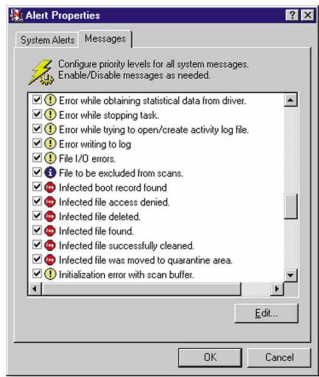 Alert Properties
System Alerts
Messages
Configure priority levels for all system messages.
Enable/Disable messages as needed.
Error while obtaining statistical data from driver.
Error while stopping task.
Error while trying to open/create activity log file.
Error writing to log
File I/O errors.
File to be excluded from scans.
Infected boot record found
Infected file access denied.
Infected file deleted.
Infected file found.
Infected file successfully cleaned.
Infected file was moved to quarantine area.
Initialization error with scan buffer.
Edit...
OK
Cancel